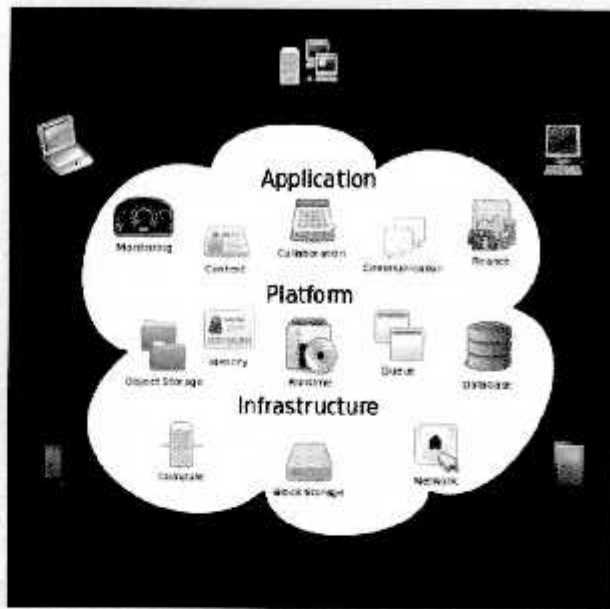 Application
Monitoring
Content
Collaboration
Communication
Finance
Platform
Object Storage
Identity
Runtime
Queue
Database
Infrastructure
Compute
Block Storage
Network